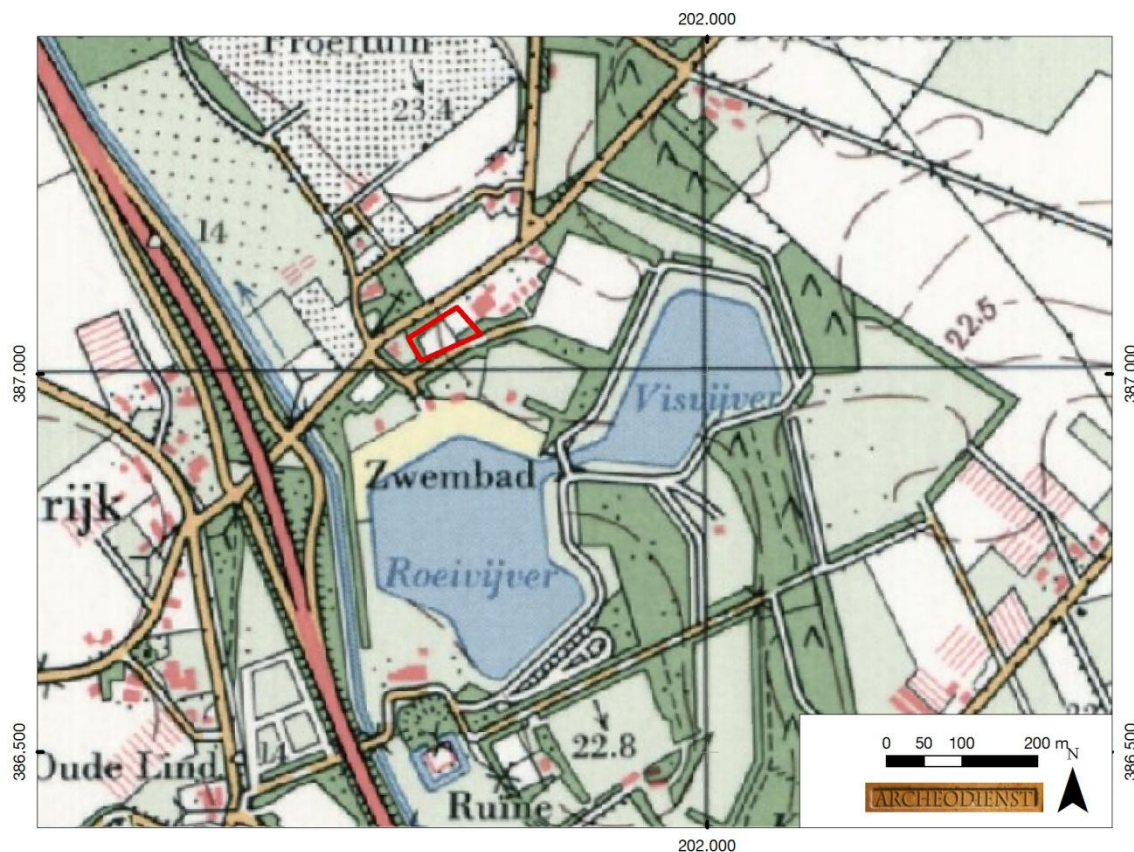 202.000
Proeftuin
23.4
14
22.5
387.000
387.000
Visvijver
Zwembad
rijk
Roeivijver
22.8
Oude Lind
14
Ruine
0 50 100 200 m
N
ARCHEODIENST
386.500
386.500
202.000